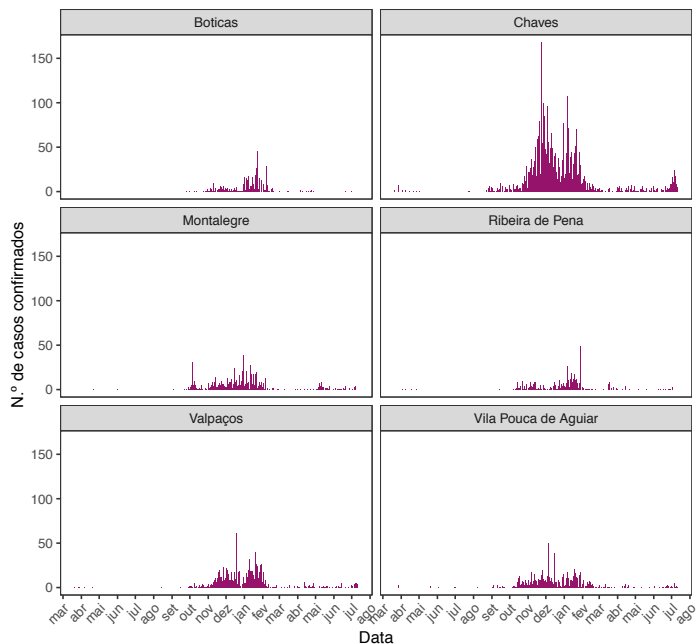 Boticas
Chaves
150
100
50
0
Montalegre
Ribeira de Pena
150
100
50
0
Valpaços
Vila Pouca de Aguiar
150
100
50
0
N.º de casos confirmados
mar abr mai jun jul ago set out nov dez jan fev mar abr mai jun jul ago
mar abr mai jun jul ago set out nov dez jan fev mar abr mai jun jul ago
Data